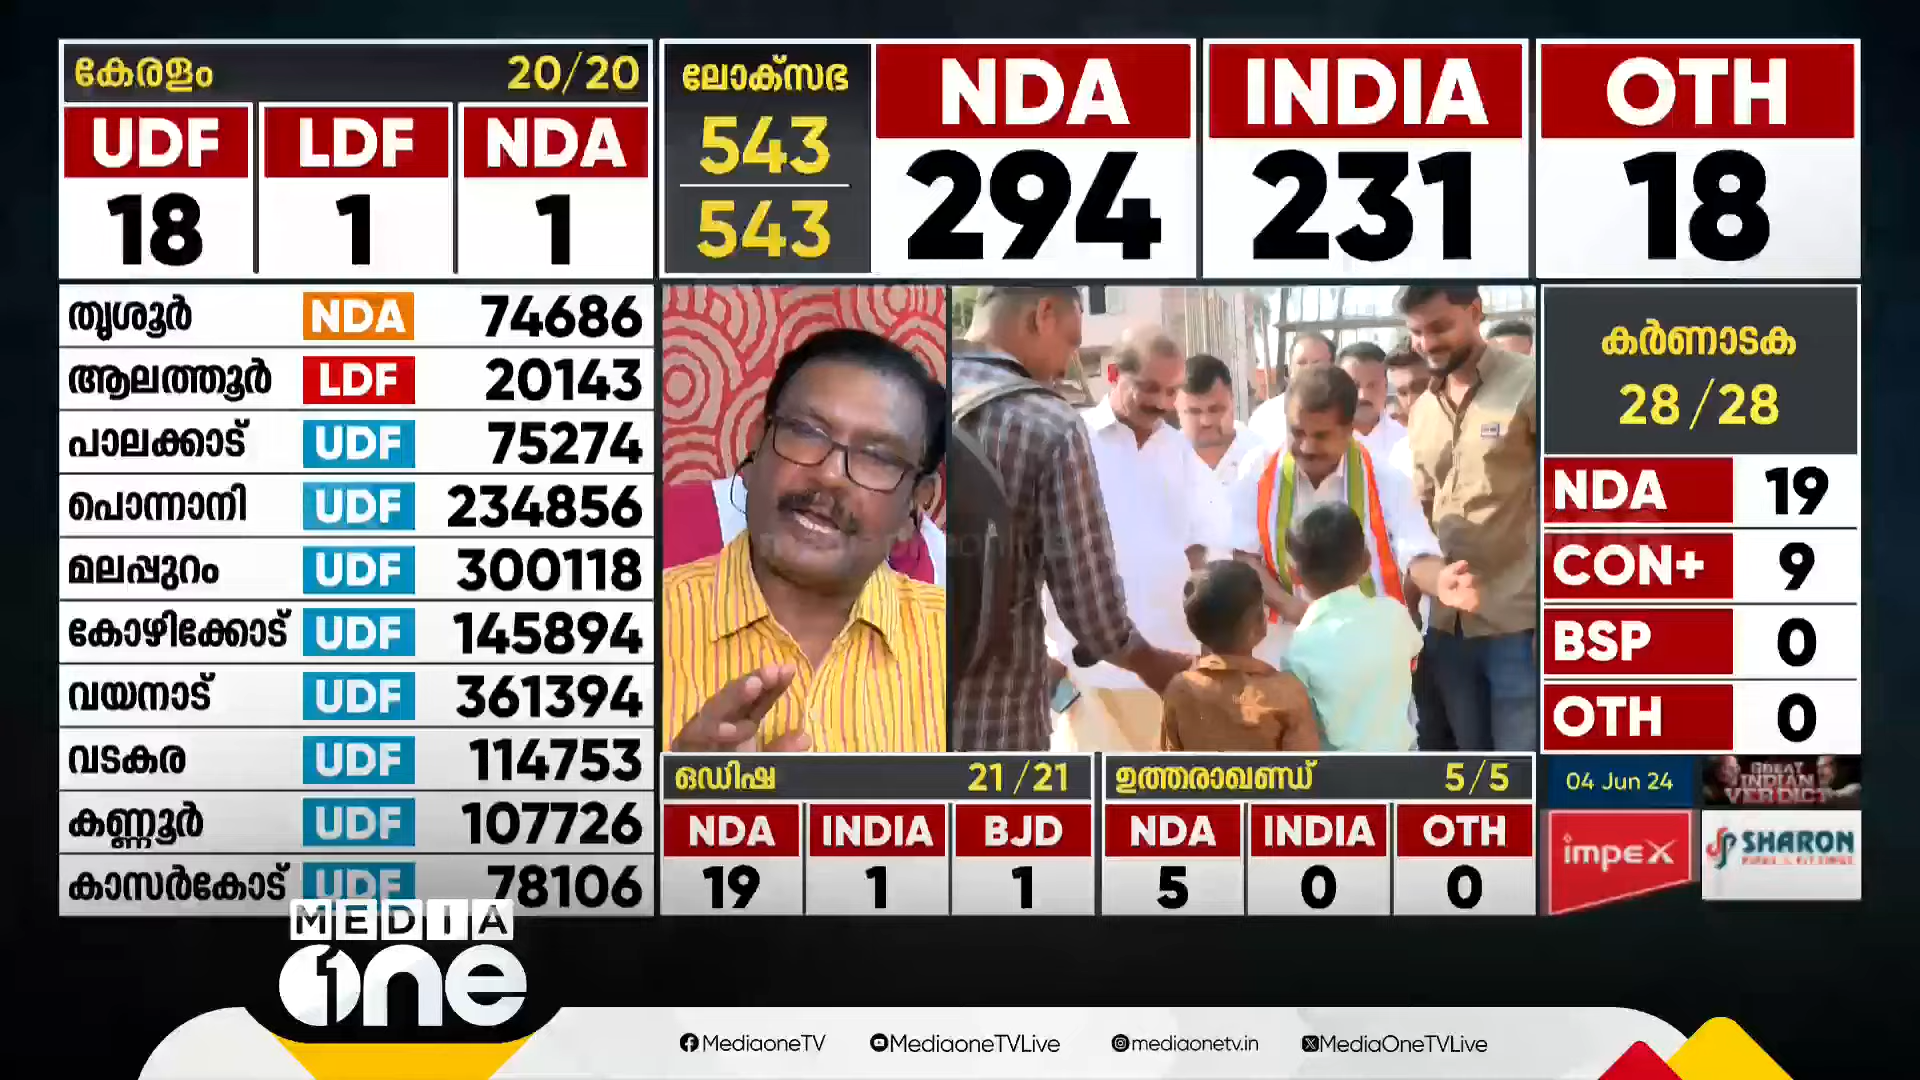 കേരളം 20/20
UDF LDF NDA
18 1 1
ലോക്സഭ
543
543
NDA INDIA OTH
294 231 18
തൃശൂർ NDA 74686
ആലത്തൂർ LDF 20143
പാലക്കാട് UDF 75274
പൊന്നാനി UDF 234856
മലപ്പുറം UDF 300118
കോഴിക്കോട് UDF 145894
വയനാട് UDF 361394
വടകര UDF 114753
കണ്ണൂർ UDF 107726
കാസർകോട് UDF 78106
കർണാടക
28/28
NDA 19
CON+ 9
BSP 0
OTH 0
ഒഡിഷ 21/21
NDA INDIA BJD
19 1 1
ഉത്തരാഖണ്ഡ് 5/5
NDA INDIA OTH
5 0 0
04 Jun 24
GREAT
INDIAN
VERDICT
impex
SHARON
MEDIA
one
MediaoneTV MediaoneTVLive mediaonetv.in MediaOneTVLive